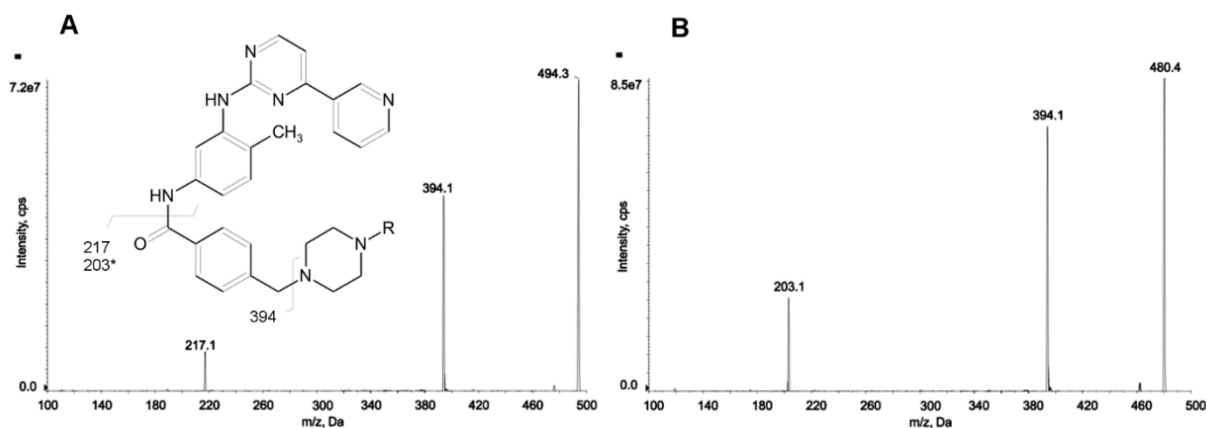 A
7.2e7
Intensity, cps
0.0
494.3
394.1
217.1
N
N
N
HN
CH3
HN
O
N
N
R
217
203*
394
100 140 180 220 260 300 340 380 420 460 500
m/z, Da
B
8.5e7
Intensity, cps
0.0
480.4
394.1
203.1
100 140 180 220 260 300 340 380 420 460 500
m/z, Da